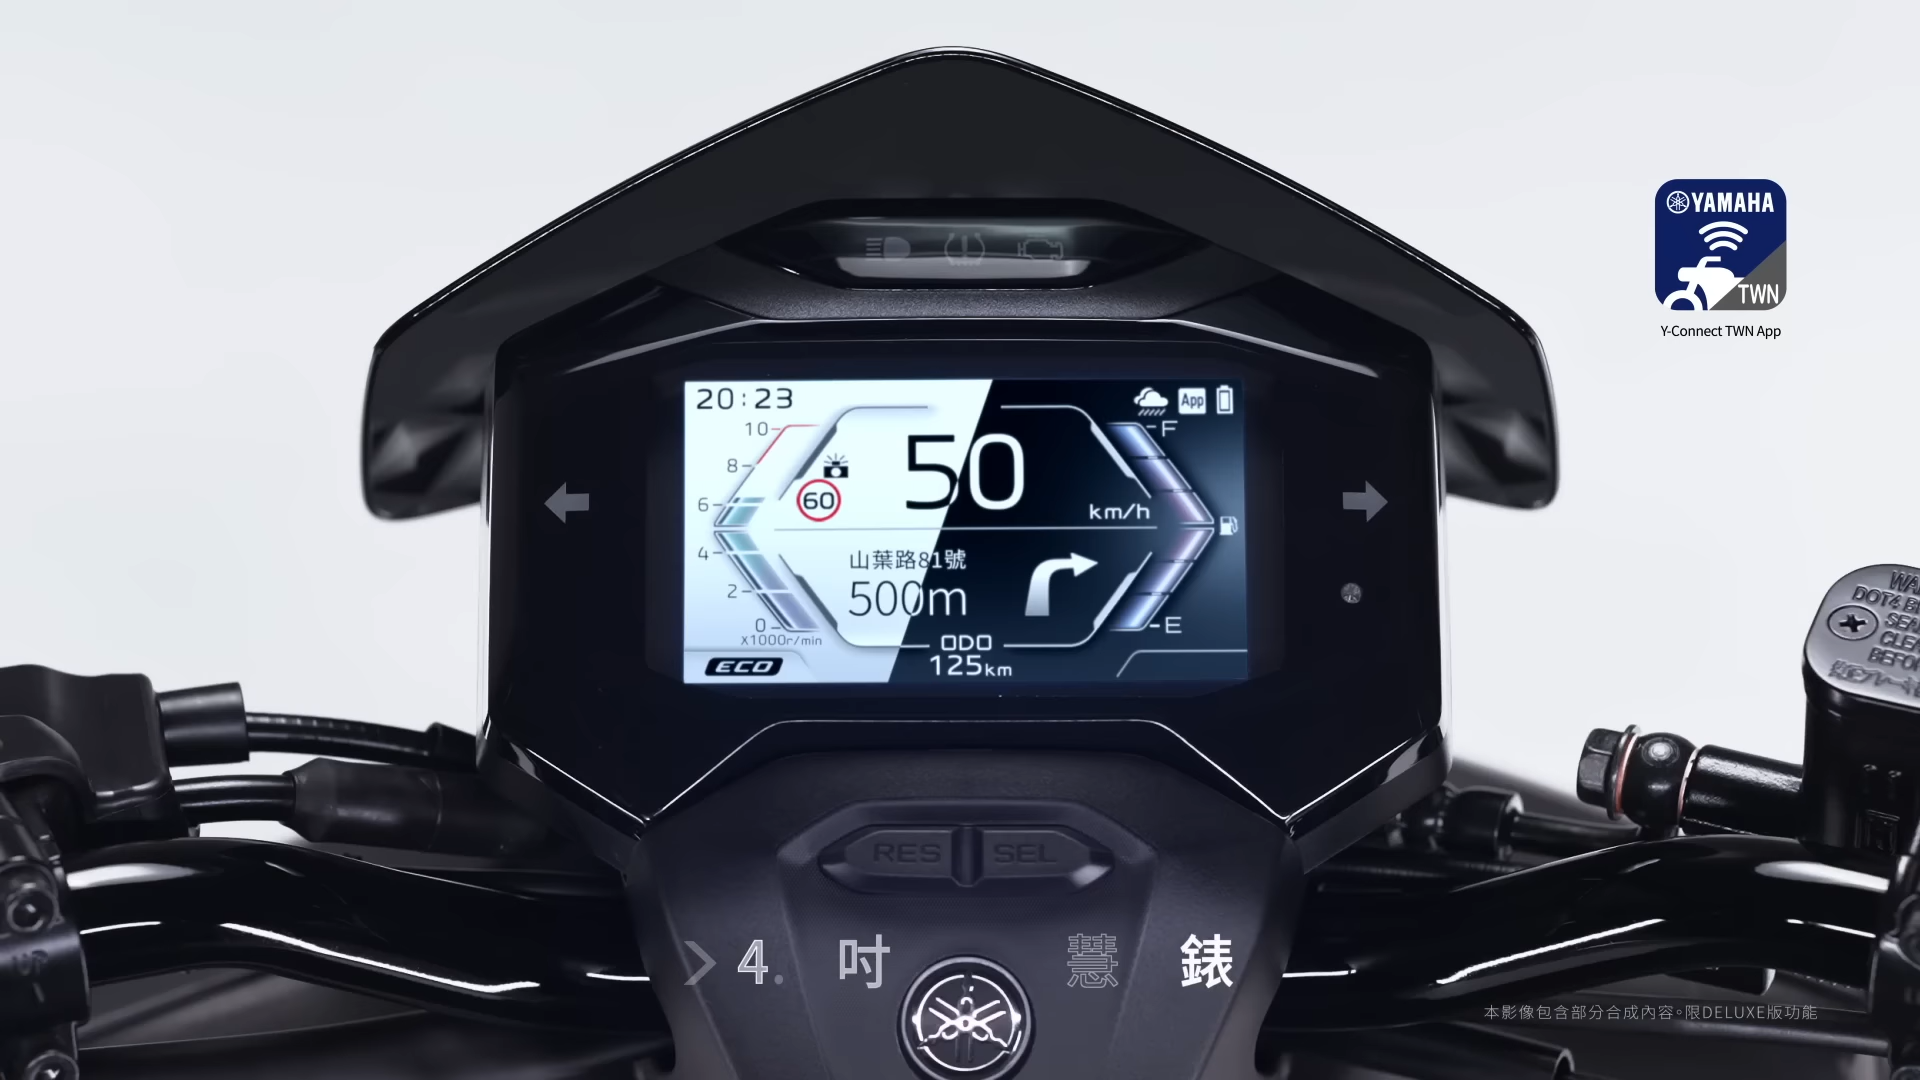 YAMAHA
TWN
Y-Connect TWN App
20:23
App
10
8
6
4
2
0
x1000r/min
60
50
km/h
F
E
山葉路81號
500m
ODO
125km
ECO
RES SEL
DOT4
4. 吋 慧 錶
本影像包含部分合成內容。限DELUXE版功能